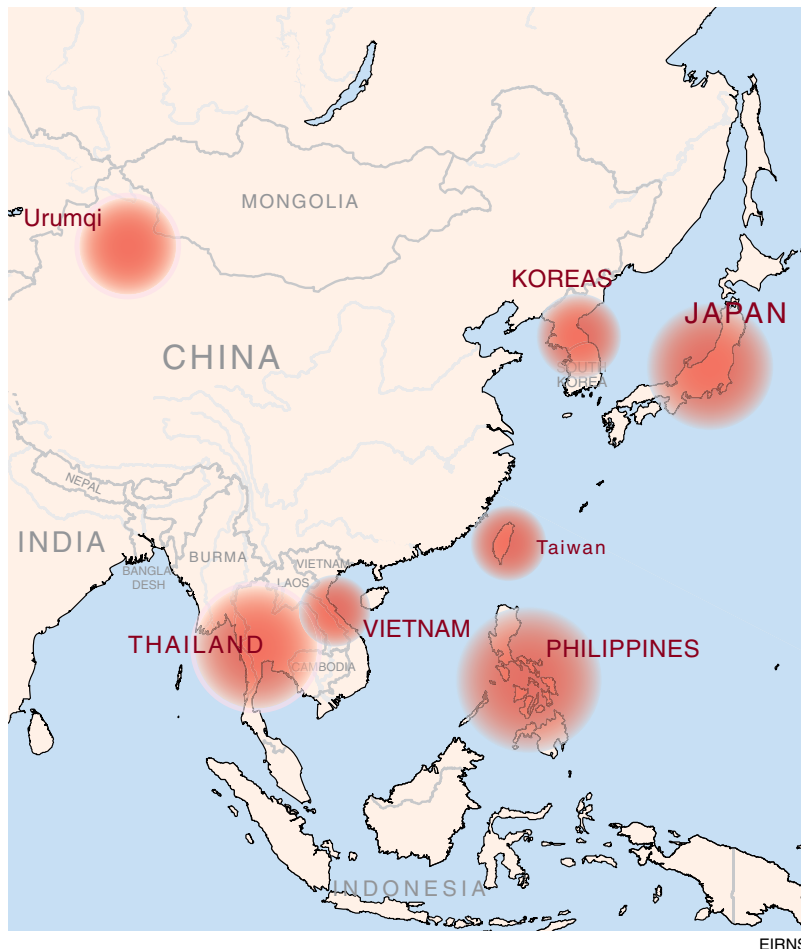 MONGOLIA
Urumqi
KOREAS
JAPAN
CHINA
SOUTH
KOREA
NEPAL
INDIA
BURMA
BANGLA
DESH
VIETNAM
LAOS
Taiwan
THAILAND
VIETNAM
CAMBODIA
PHILIPPINES
INDONESIA
EIRNS